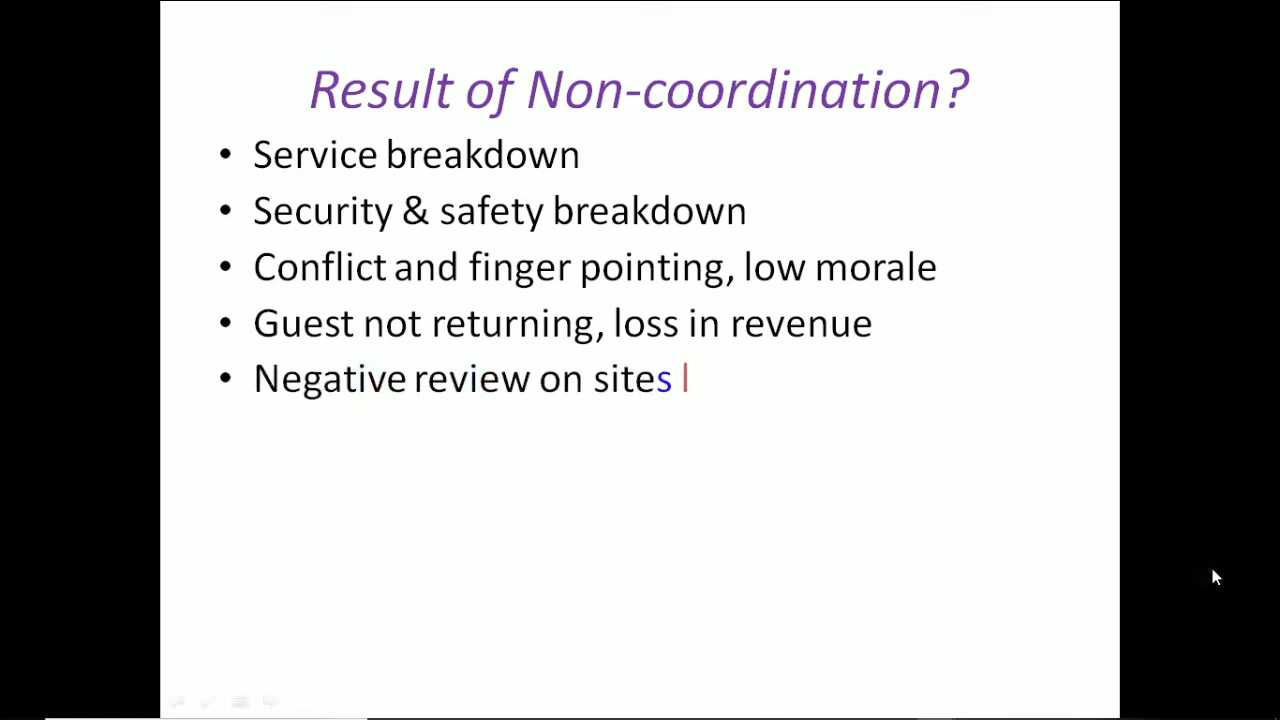 Result of Non-coordination?
• Service breakdown
• Security & safety breakdown
• Conflict and finger pointing, low morale
• Guest not returning, loss in revenue
• Negative review on sites l